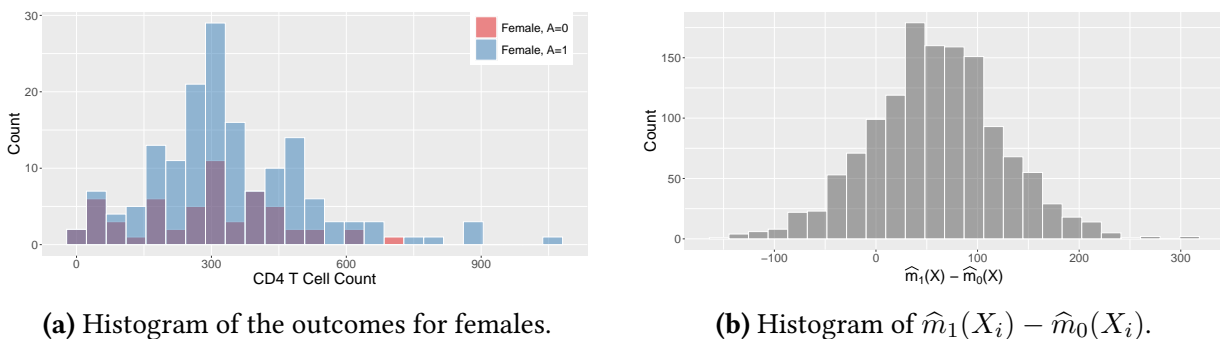 30
20
10
0
Count
0
300
600
900
CD4 T Cell Count
Female, A=0
Female, A=1
(a) Histogram of the outcomes for females.
150
100
50
0
Count
−100
0
100
200
300
m̂₁(X) − m̂₀(X)
(b) Histogram of m̂₁(Xᵢ) − m̂₀(Xᵢ).